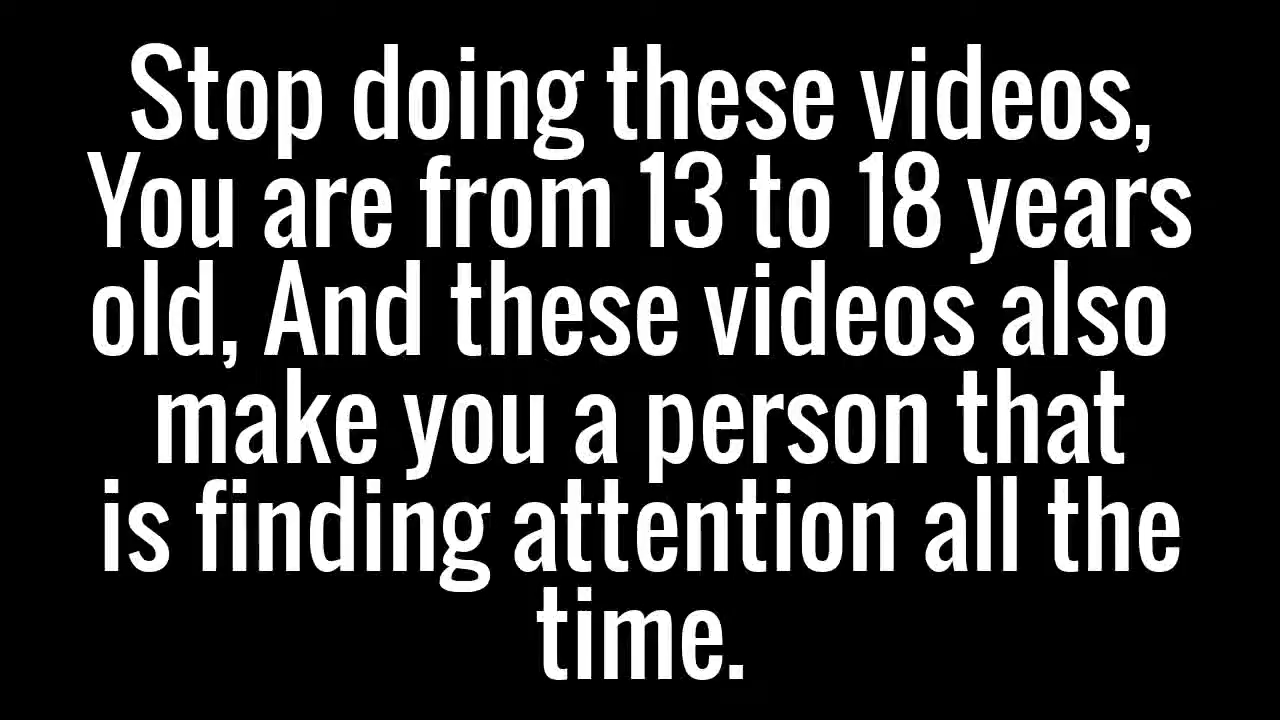 Stop doing these videos,
You are from 13 to 18 years
old, And these videos also
make you a person that
is finding attention all the
time.